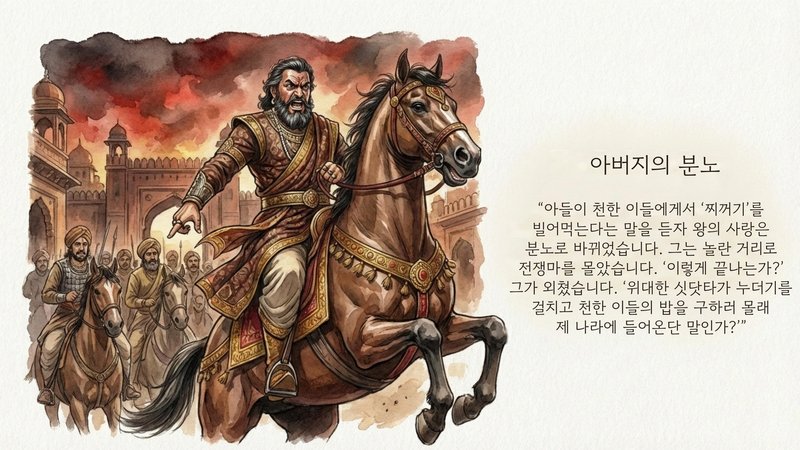 아버지의 분노
“아들이 천한 이들에게서 ‘찌꺼기’를
빌어먹는다는 말을 듣자 왕의 사랑은
분노로 바뀌었습니다. 그는 놀란 거리로
전쟁마를 몰았습니다. ‘이렇게 끝나는가?’
그가 외쳤습니다. ‘위대한 싯닷타가 누더기를
걸치고 천한 이들의 밥을 구하러 몰래
제 나라에 들어온단 말인가?’”